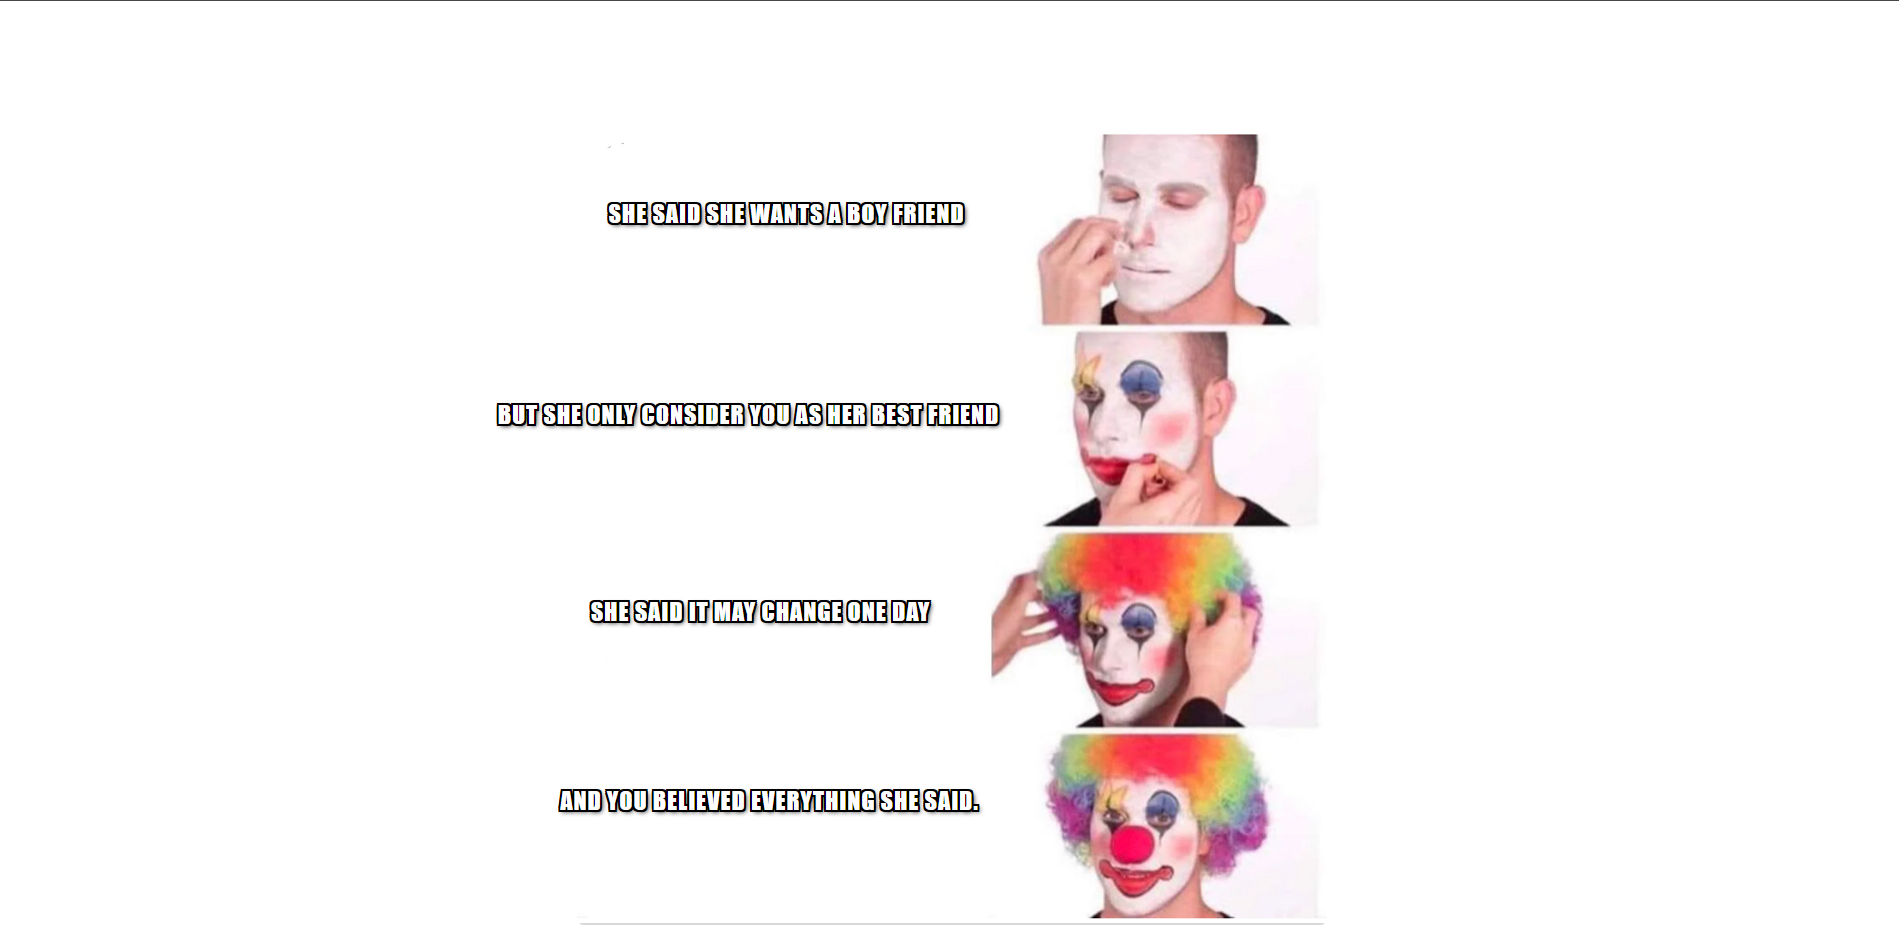 SHE SAID SHE WANTS A BOY FRIEND
BUT SHE ONLY CONSIDER YOU AS HER BEST FRIEND
SHE SAID IT MAY CHANGE ONE DAY
AND YOU BELIEVED EVERYTHING SHE SAID.